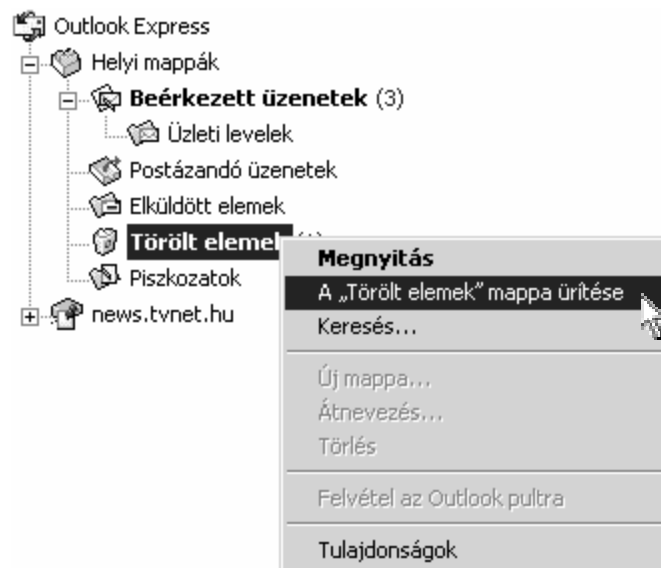 Outlook Express
Helyi mappák
Beérkezett üzenetek (3)
Üzleti levelek
Postázandó üzenetek
Elküldött elemek
Törölt elemek
Piszkozatok
news.tvnet.hu
Megnyitás
A „Törölt elemek” mappa ürítése
Keresés...
Új mappa...
Átnevezés...
Törlés
Felvétel az Outlook pultra
Tulajdonságok